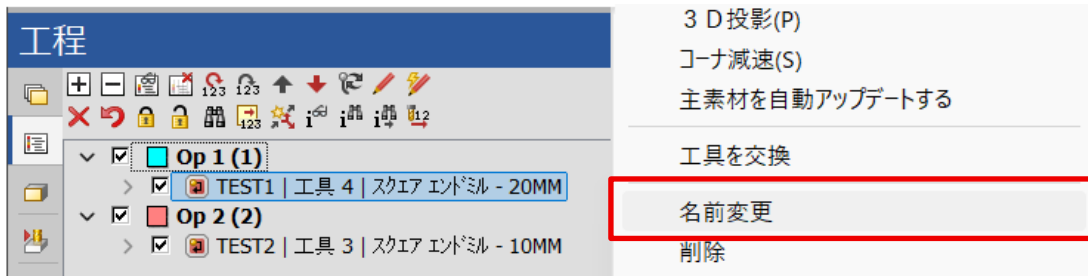 工程
Op 1 (1)
TEST1 | 工具 4 | スクエア エンドミル - 20MM
Op 2 (2)
TEST2 | 工具 3 | スクエア エンドミル - 10MM
3 D投影(P)
コーナ減速(S)
主素材を自動アップデートする
工具を交換
名前変更
削除